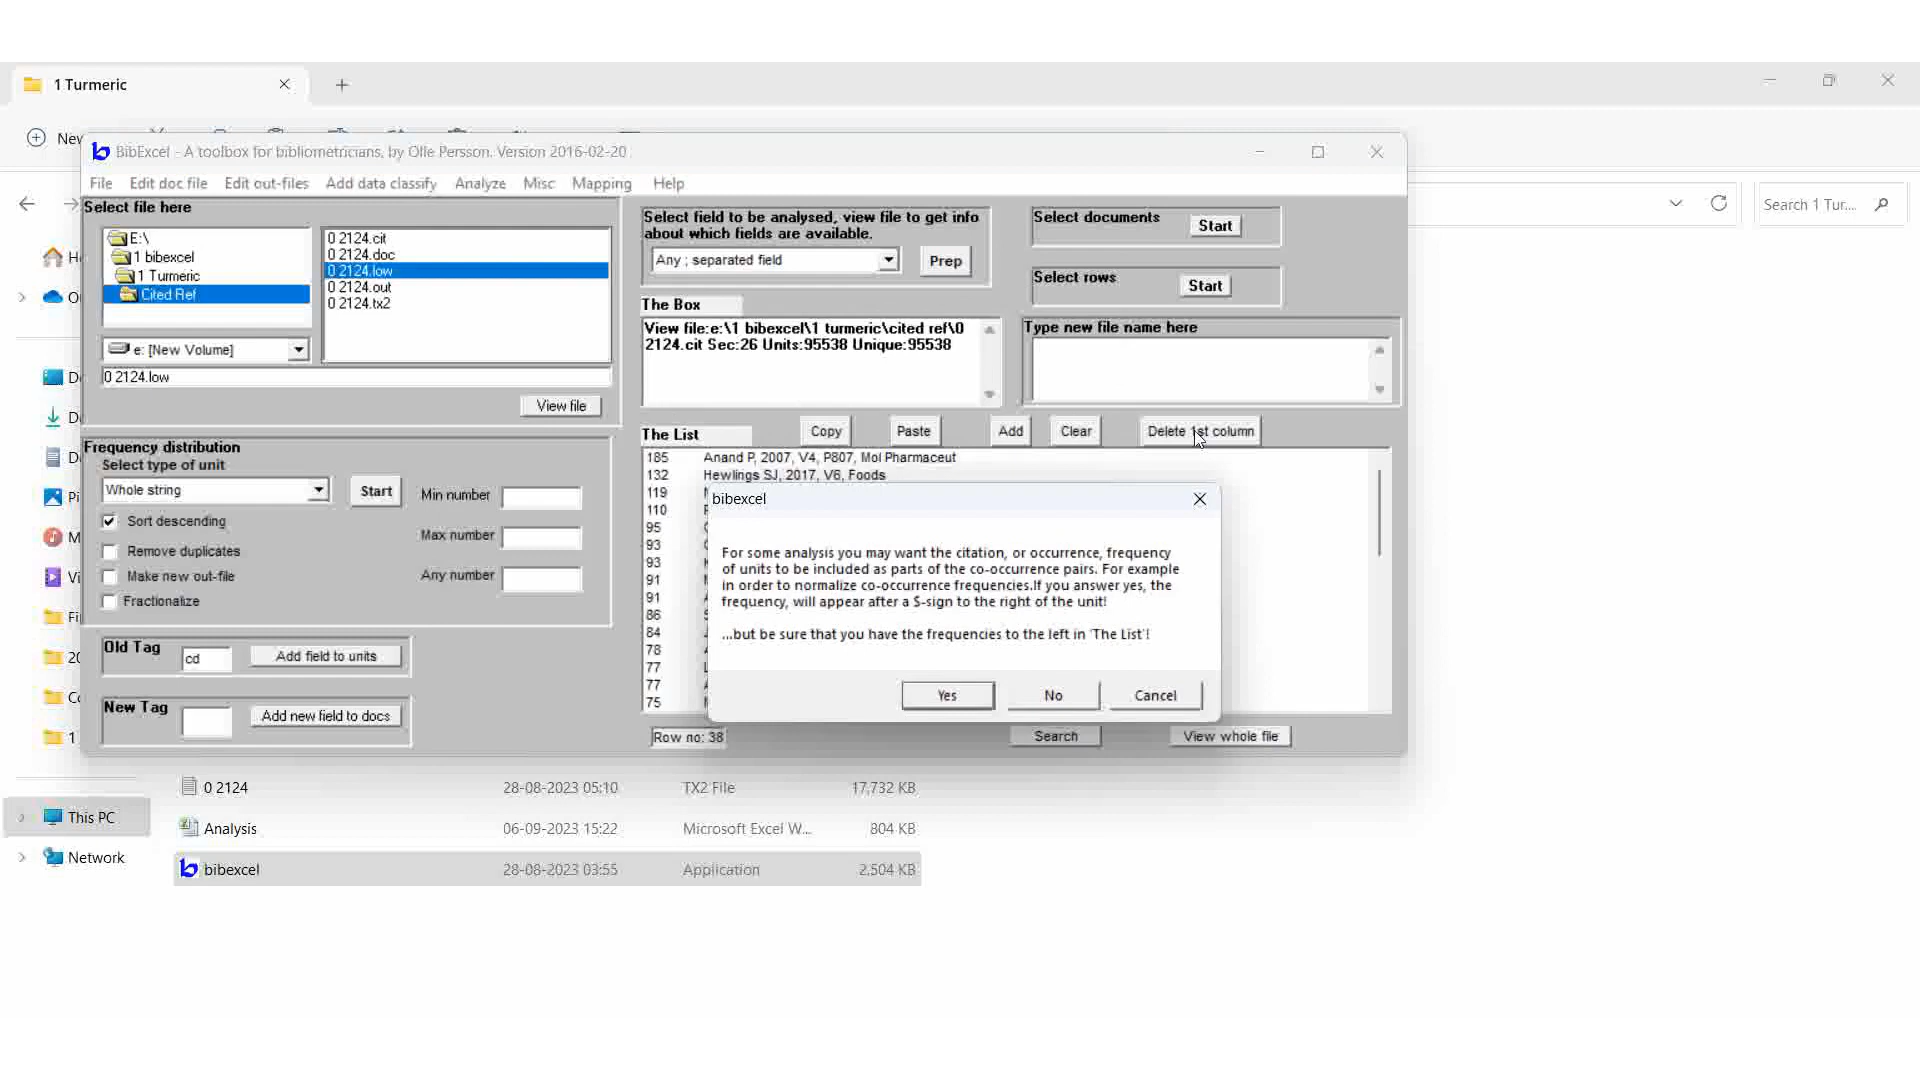 1 Turmeric
New
BibExcel - A toolbox for bibliometricians, by Olle Persson. Version 2016-02-20
File Edit doc file Edit out-files Add data classify Analyze Misc Mapping Help
Search 1 Tur...
Select file here
E:\
1 bibexcel
1 Turmeric
Cited Ref
0 2124.cit
0 2124.doc
0 2124.low
0 2124.out
0 2124.tx2
e: [New Volume]
0 2124.low
View file
Select field to be analysed, view file to get info
about which fields are available.
Any ; separated field
Prep
Select documents
Start
Select rows
Start
The Box
View file:e:\1 bibexcel\1 turmeric\cited ref\0
2124.cit Sec:26 Units:95538 Unique:95538
Type new file name here
The List
Copy
Paste
Add
Clear
Delete 1st column
Frequency distribution
Select type of unit
Whole string
Start
Min number
Max number
Any number
Sort descending
Remove duplicates
Make new out-file
Fractionalize
Old Tag
cd
Add field to units
New Tag
Add new field to docs
185 Anand P, 2007, V4, P807, Mol Pharmaceut
132 Hewlings SJ, 2017, V6, Foods
119
110
95
93
93
91
91
86
84
78
77
77
75
bibexcel
For some analysis you may want the citation, or occurrence, frequency
of units to be included as parts of the co-occurrence pairs. For example
in order to normalize co-occurrence frequencies.If you answer yes, the
frequency, will appear after a $-sign to the right of the unit!
...but be sure that you have the frequencies to the left in 'The List'!
Yes
No
Cancel
Row no: 38
Search
View whole file
0 2124 28-08-2023 05:10 TX2 File 17,732 KB
Analysis 06-09-2023 15:22 Microsoft Excel W... 804 KB
bibexcel 28-08-2023 03:55 Application 2,504 KB
This PC
Network